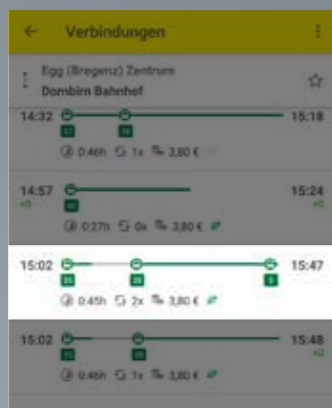 Verbindungen
Egg (Bregenz) Zentrum
Dornbirn Bahnhof
14:32 15:18
0:46h 1x 3,80 €
14:57 15:24
+0 +0
0:27h 0x 3,80 €
15:02 15:47
0:45h 2x 3,80 €
15:02 15:48
+0
0:46h 1x 3,80 €